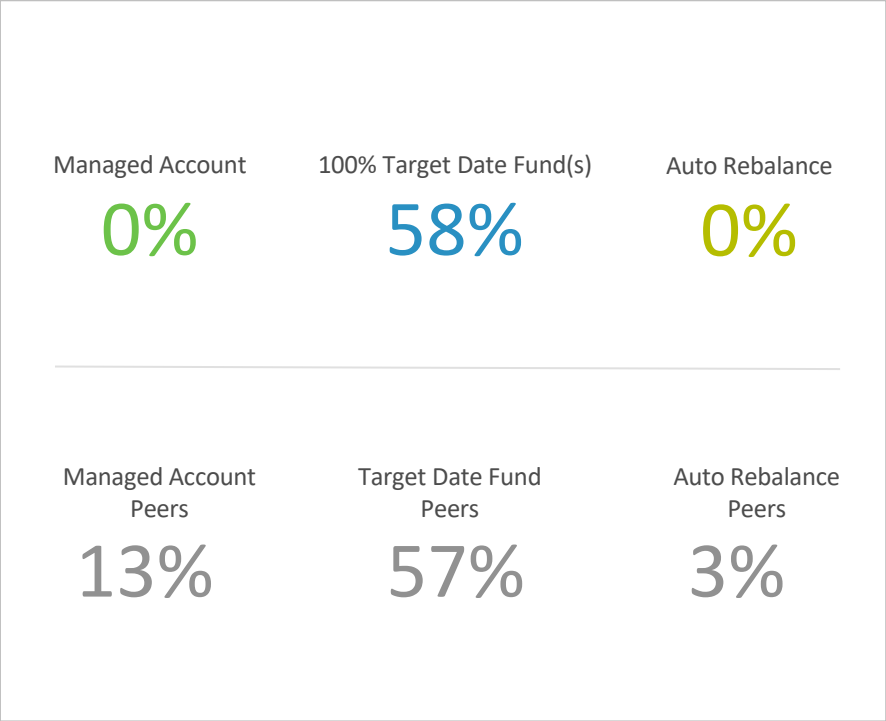 Managed Account
100% Target Date Fund(s)
Auto Rebalance
0%
58%
0%
Managed Account
Peers
Target Date Fund
Peers
Auto Rebalance
Peers
13%
57%
3%